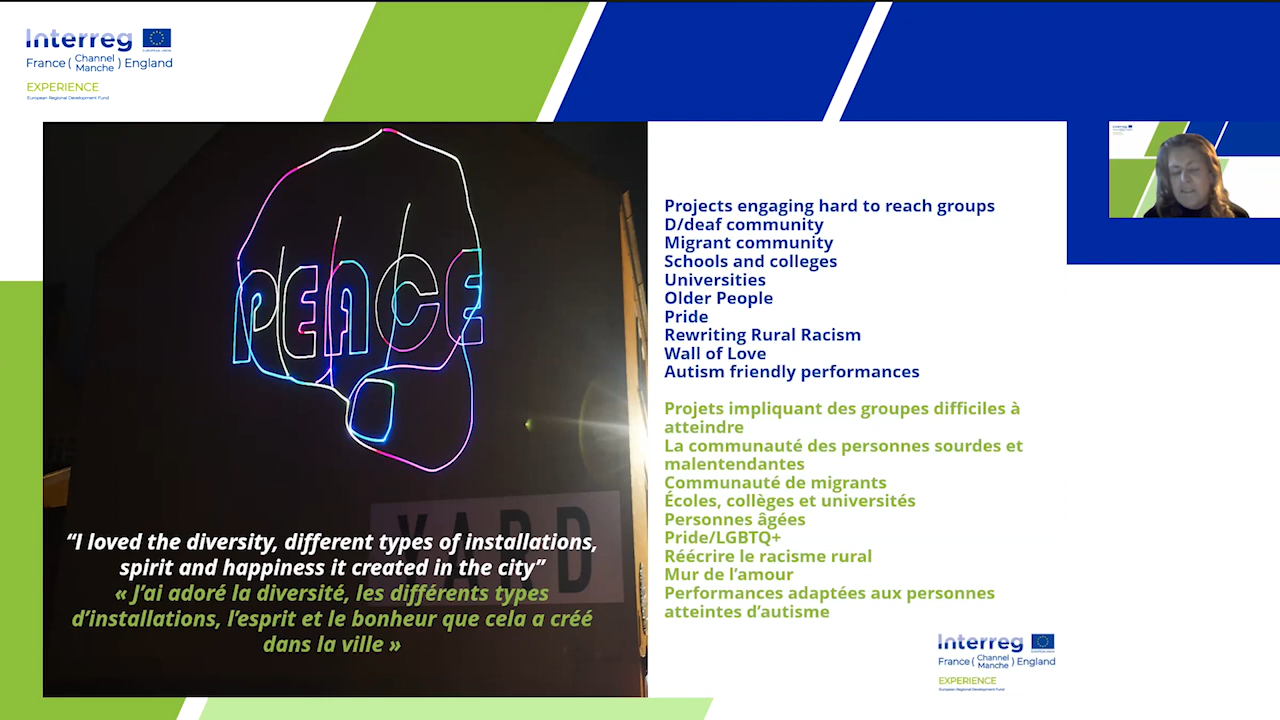 Interreg
EUROPEAN UNION
France ( Channel Manche ) England
EXPERIENCE
European Regional Development Fund
PEACE
YARD
“I loved the diversity, different types of installations,
spirit and happiness it created in the city”
« J’ai adoré la diversité, les différents types
d’installations, l’esprit et le bonheur que cela a créé
dans la ville »
Projects engaging hard to reach groups
D/deaf community
Migrant community
Schools and colleges
Universities
Older People
Pride
Rewriting Rural Racism
Wall of Love
Autism friendly performances
Projets impliquant des groupes difficiles à
atteindre
La communauté des personnes sourdes et
malentendantes
Communauté de migrants
Écoles, collèges et universités
Personnes âgées
Pride/LGBTQ+
Réécrire le racisme rural
Mur de l’amour
Performances adaptées aux personnes
atteintes d’autisme
Interreg
France ( Channel Manche ) England
EXPERIENCE
European Regional Development Fund